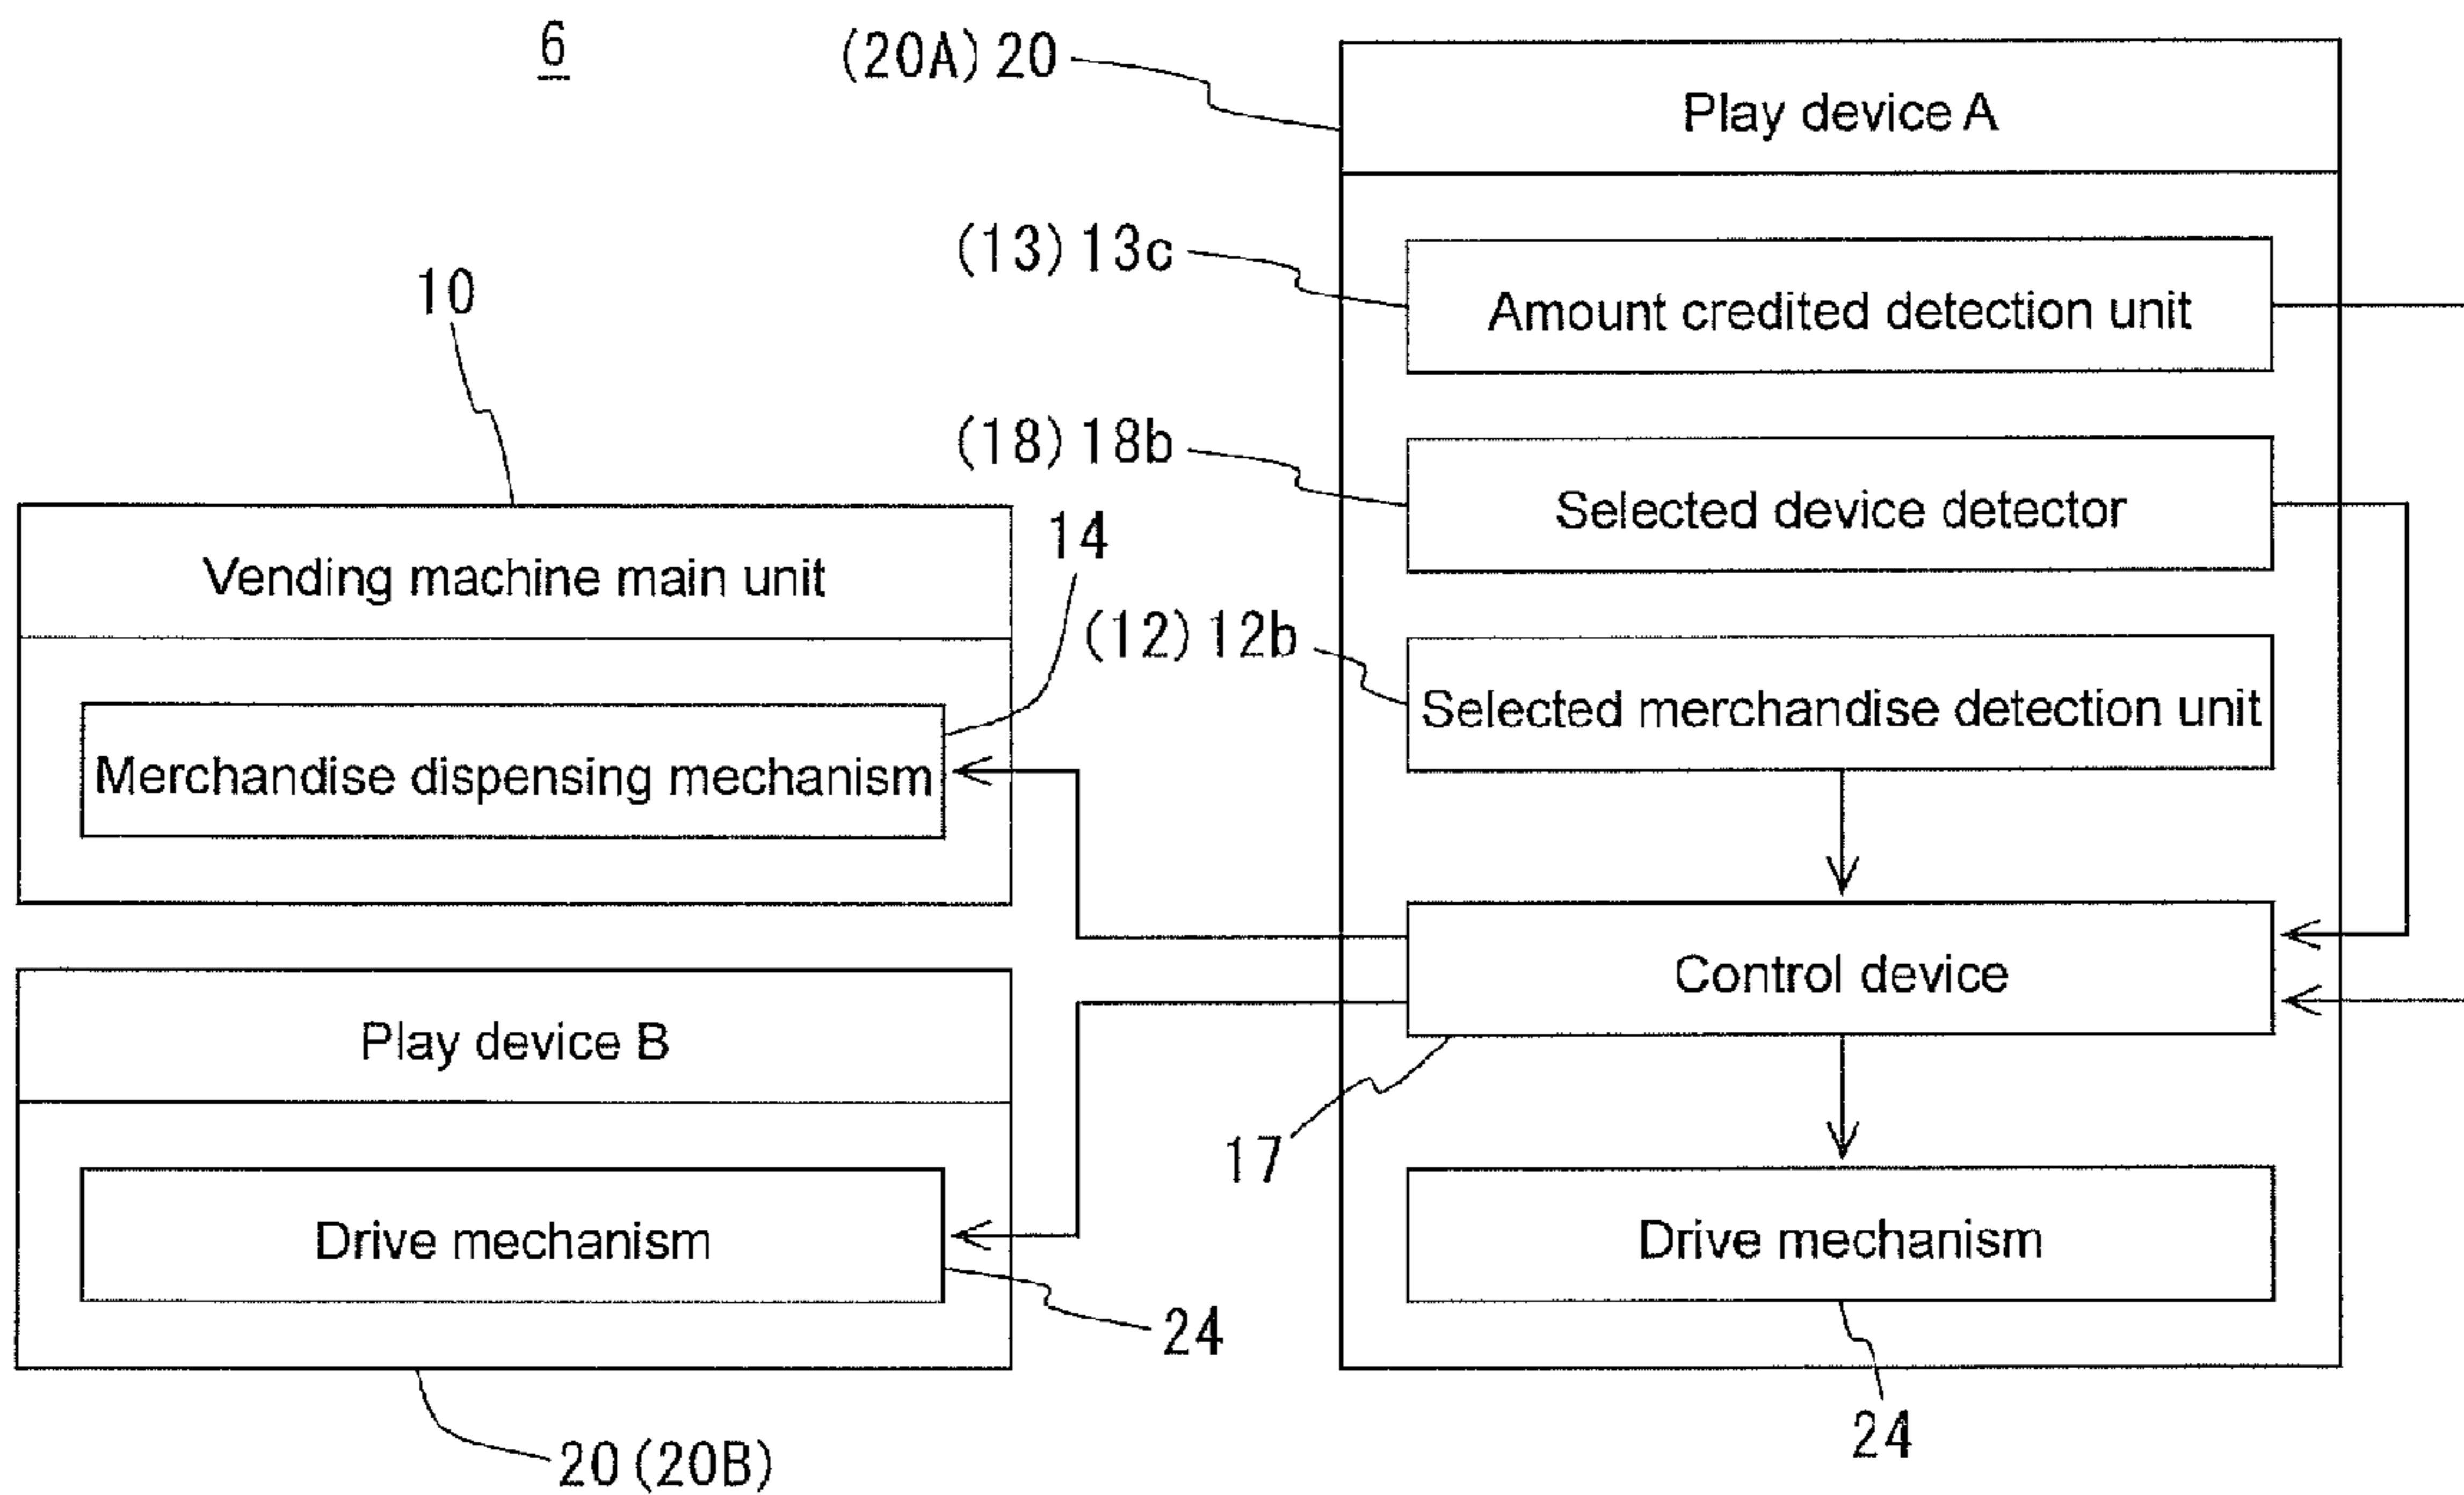 6
(20A) 20
Play device A
(13) 13c
Amount credited detection unit
10
(18) 18b
Selected device detector
14
Vending machine main unit
(12) 12b
Selected merchandise detection unit
Merchandise dispensing mechanism
Control device
Play device B
17
Drive mechanism
Drive mechanism
24
24
20 (20B)